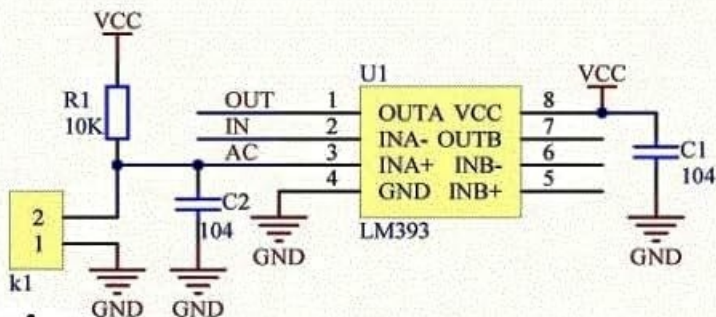 VCC
R1
10K
OUT 1
IN 2
AC 3
4
U1
OUTA VCC
INA- OUTB
INA+ INB-
GND INB+
LM393
8
7
6
5
VCC
C1
104
GND
C2
104
GND
2
1
k1
GND
GND